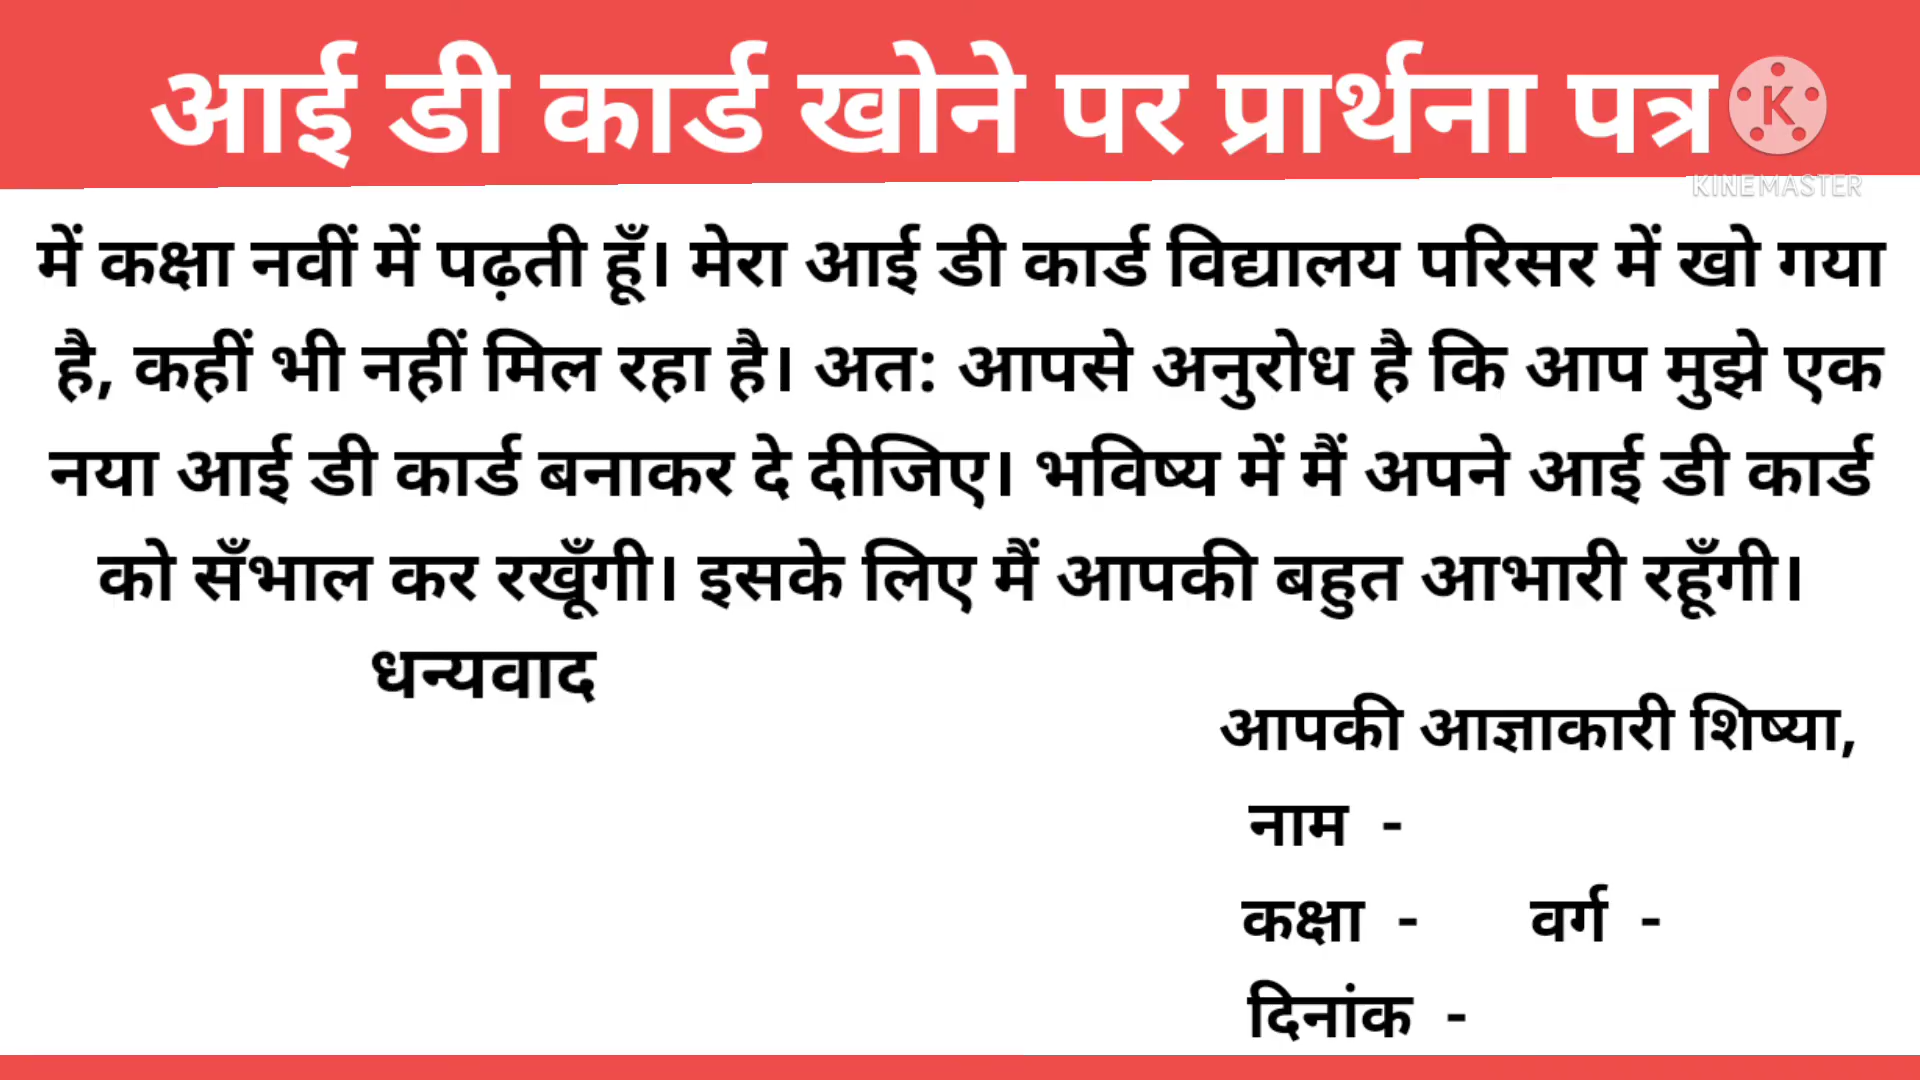 आई डी कार्ड खोने पर प्रार्थना पत्र
K
KINEMASTER
में कक्षा नवीं में पढ़ती हूँ। मेरा आई डी कार्ड विद्यालय परिसर में खो गया
है, कहीं भी नहीं मिल रहा है। अत: आपसे अनुरोध है कि आप मुझे एक
नया आई डी कार्ड बनाकर दे दीजिए। भविष्य में मैं अपने आई डी कार्ड
को सँभाल कर रखूँगी। इसके लिए मैं आपकी बहुत आभारी रहूँगी।
धन्यवाद
आपकी आज्ञाकारी शिष्या,
नाम -
कक्षा - वर्ग -
दिनांक -